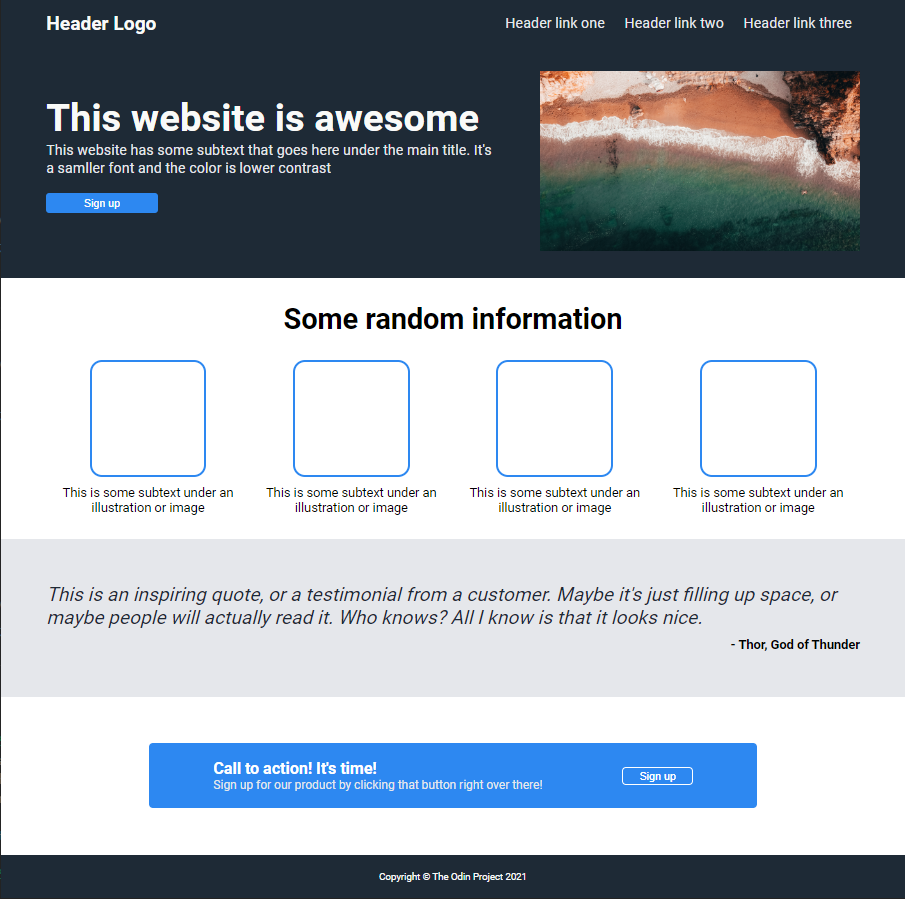 Header Logo
Header link one
Header link two
Header link three
This website is awesome
This website has some subtext that goes here under the main title. It's
a samller font and the color is lower contrast
Sign up
Some random information
This is some subtext under an
illustration or image
This is some subtext under an
illustration or image
This is some subtext under an
illustration or image
This is some subtext under an
illustration or image
This is an inspiring quote, or a testimonial from a customer. Maybe it's just filling up space, or
maybe people will actually read it. Who knows? All I know is that it looks nice.
- Thor, God of Thunder
Call to action! It's time!
Sign up for our product by clicking that button right over there!
Sign up
Copyright © The Odin Project 2021